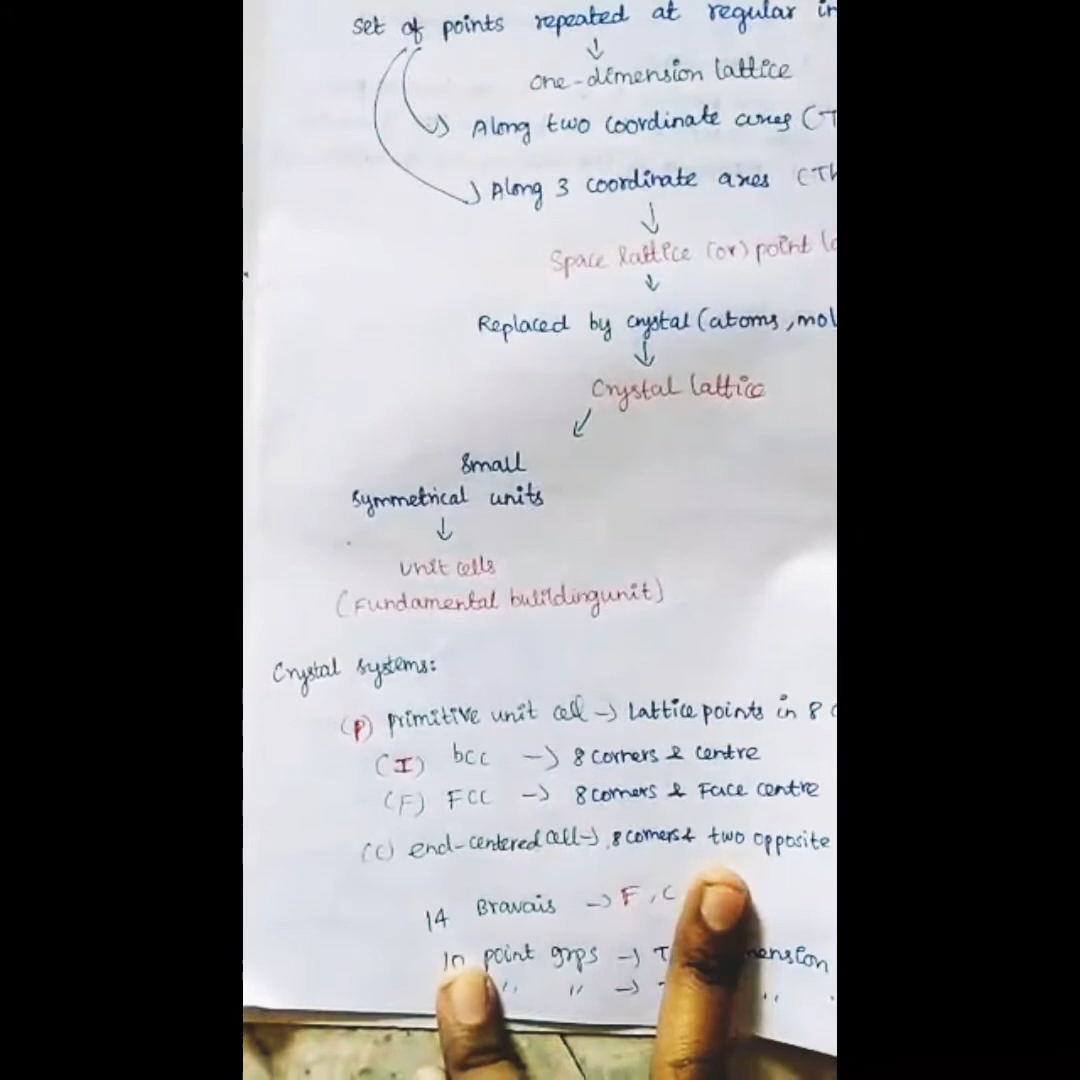 set of points repeated at regular
↓
one-dimension lattice
→ Along two coordinate axes
→ Along 3 coordinate axes
↓
Space lattice (or) point
↓
Replaced by crystal (atoms,
↓
Crystal lattice
↙
Small
symmetrical units
↓
unit cells
(Fundamental bulildingunit)
Crystal systems:
(P) primitive unit cell → Lattice points in 8
(I) bCC → 8 corners & centre
(F) FCC → 8 corners & Face centre
(C) end-centered cell → 8 corners & two opposite
14 Bravais → F, C
10 point grps →
" " →